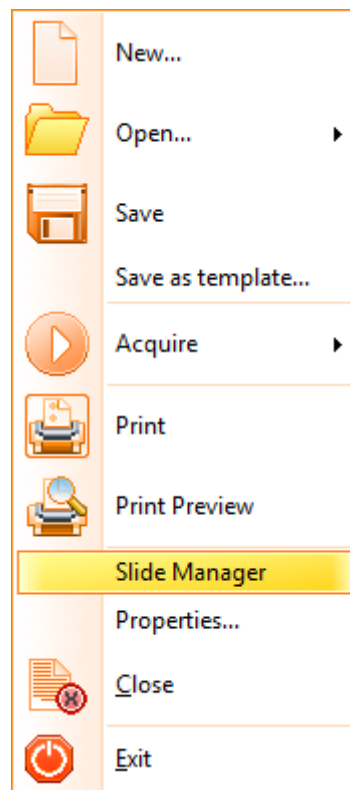 New...
Open...
Save
Save as template...
Acquire
Print
Print Preview
Slide Manager
Properties...
Close
Exit